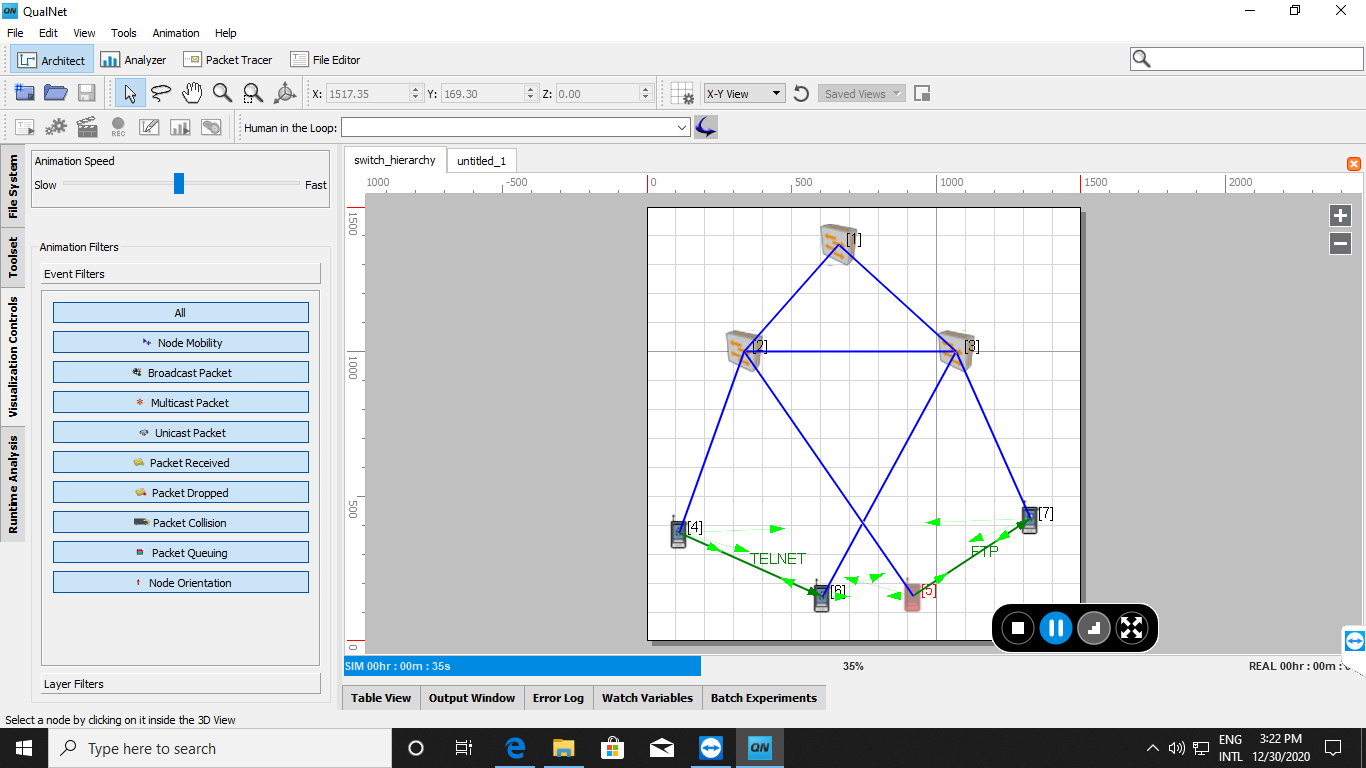 QN QualNet
File Edit View Tools Animation Help
Architect Analyzer Packet Tracer File Editor
X: 1517.35 Y: 169.30 Z: 0.00 X-Y View Saved Views
REC Human in the Loop:
File System
Toolset
Visualization Controls
Runtime Analysis
Animation Speed
Slow Fast
Animation Filters
Event Filters
All
Node Mobility
Broadcast Packet
Multicast Packet
Unicast Packet
Packet Received
Packet Dropped
Packet Collision
Packet Queuing
Node Orientation
Layer Filters
switch_hierarchy untitled_1
1000 -500 0 500 1000 1500 2000
1500
1000
500
0
[1]
[2] [3]
[4] [7]
TELNET FTP
[6] [5]
SIM 00hr : 00m : 35s 35% REAL 00hr : 00m :
Table View Output Window Error Log Watch Variables Batch Experiments
Select a node by clicking on it inside the 3D View
Type here to search
QN
ENG 3:22 PM
INTL 12/30/2020